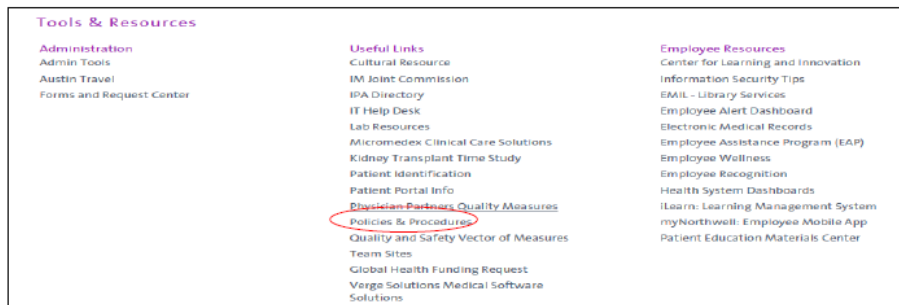 Tools & Resources
Administration
Admin Tools
Austin Travel
Forms and Request Center
Useful Links
Cultural Resource
IM Joint Commission
IPA Directory
IT Help Desk
Lab Resources
Micromedex Clinical Care Solutions
Kidney Transplant Time Study
Patient Identification
Patient Portal Info
Physician Partners Quality Measures
Policies & Procedures
Quality and Safety Vector of Measures
Team Sites
Global Health Funding Request
Verge Solutions Medical Software
Solutions
Employee Resources
Center for Learning and Innovation
Information Security Tips
EMIL - Library Services
Employee Alert Dashboard
Electronic Medical Records
Employee Assistance Program (EAP)
Employee Wellness
Employee Recognition
Health System Dashboards
iLearn: Learning Management System
myNorthwell: Employee Mobile App
Patient Education Materials Center